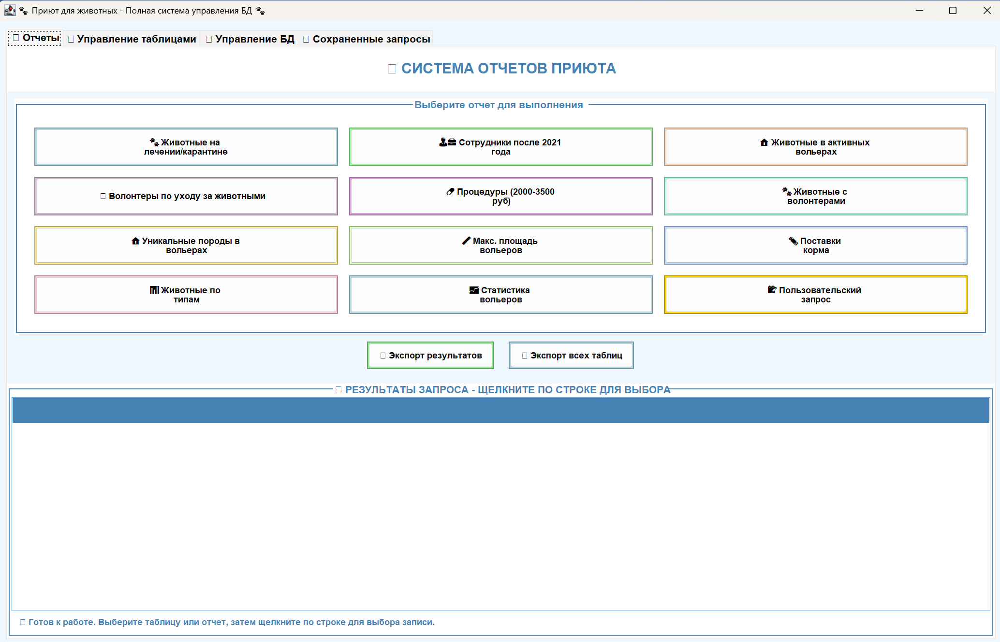 Приют для животных - Полная система управления БД
Отчеты
Управление таблицами
Управление БД
Сохраненные запросы
СИСТЕМА ОТЧЕТОВ ПРИЮТА
Выберите отчет для выполнения
Животные на
лечении/карантине
Сотрудники после 2021
года
Животные в активных
вольерах
Волонтеры по уходу за животными
Процедуры (2000-3500
руб)
Животные с
волонтерами
Уникальные породы в
вольерах
Макс. площадь
вольеров
Поставки
корма
Животные по
типам
Статистика
вольеров
Пользовательский
запрос
Экспорт результатов
Экспорт всех таблиц
РЕЗУЛЬТАТЫ ЗАПРОСА - ЩЕЛКНИТЕ ПО СТРОКЕ ДЛЯ ВЫБОРА
Готов к работе. Выберите таблицу или отчет, затем щелкните по строке для выбора записи.